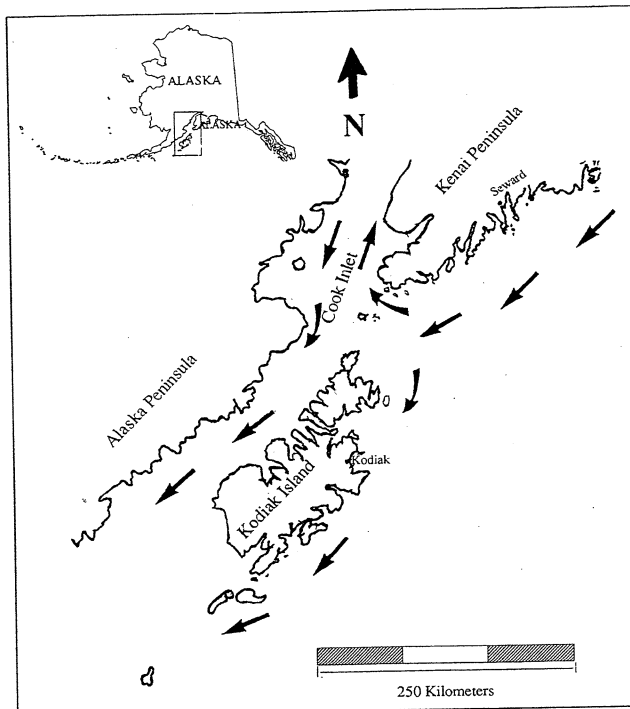 ALASKA
ALASKA
N
Kenai Peninsula
Seward
Cook Inlet
Alaska Peninsula
Kodiak
Kodiak Island
250 Kilometers